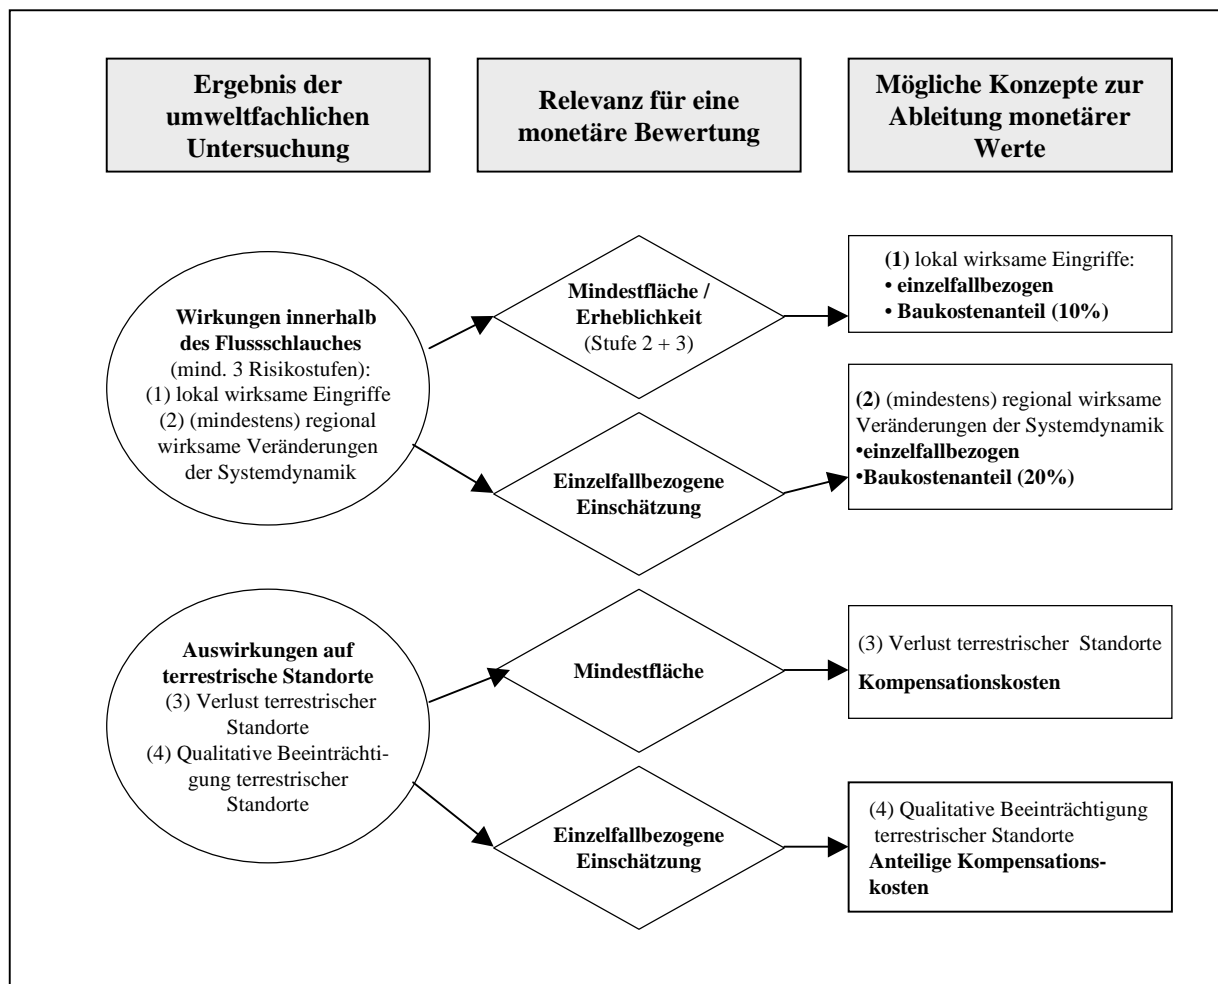 Ergebnis der
umweltfachlichen
Untersuchung
Relevanz für eine
monetäre Bewertung
Mögliche Konzepte zur
Ableitung monetärer
Werte
Wirkungen innerhalb
des Flussschlauches
(mind. 3 Risikostufen):
(1) lokal wirksame Eingriffe
(2) (mindestens) regional
wirksame Veränderungen
der Systemdynamik
Mindestfläche /
Erheblichkeit
(Stufe 2 + 3)
(1) lokal wirksame Eingriffe:
• einzelfallbezogen
• Baukostenanteil (10%)
Einzelfallbezogene
Einschätzung
(2) (mindestens) regional wirksame
Veränderungen der Systemdynamik
•einzelfallbezogen
•Baukostenanteil (20%)
Auswirkungen auf
terrestrische Standorte
(3) Verlust terrestrischer
Standorte
(4) Qualitative Beeinträchti-
gung terrestrischer
Standorte
Mindestfläche
(3) Verlust terrestrischer Standorte
Kompensationskosten
Einzelfallbezogene
Einschätzung
(4) Qualitative Beeinträchtigung
terrestrischer Standorte
Anteilige Kompensations-
kosten